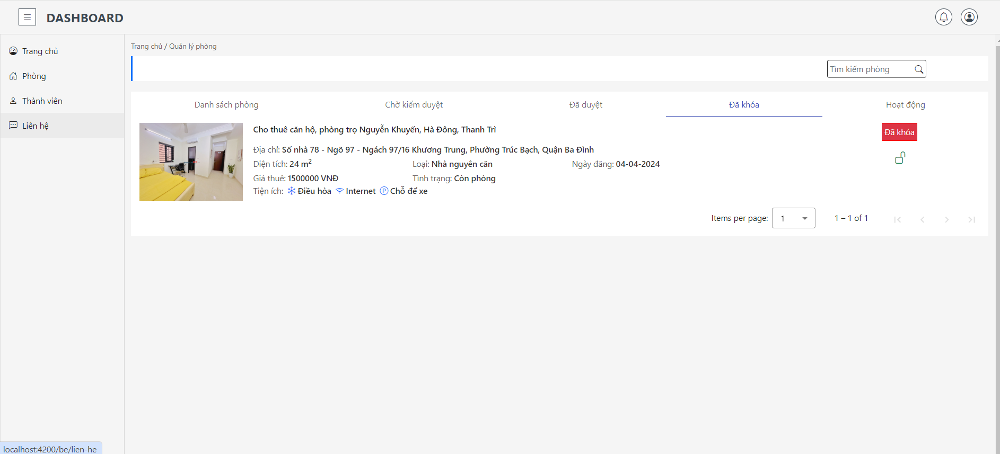 DASHBOARD
Trang chủ
Phòng
Thành viên
Liên hệ
Trang chủ / Quản lý phòng
Tìm kiếm phòng
Danh sách phòng
Chờ kiểm duyệt
Đã duyệt
Đã khóa
Hoạt động
Cho thuê căn hộ, phòng trọ Nguyễn Khuyến, Hà Đông, Thanh Trì
Đã khóa
Địa chỉ: Số nhà 78 - Ngõ 97 - Ngách 97/16 Khương Trung, Phường Trúc Bạch, Quận Ba Đình
Diện tích: 24 m²
Loại: Nhà nguyên căn
Ngày đăng: 04-04-2024
Giá thuê: 1500000 VNĐ
Tình trạng: Còn phòng
Tiện ích: Điều hòa Internet Ⓟ Chỗ để xe
Items per page: 1
1 – 1 of 1
localhost:4200/be/lien-he